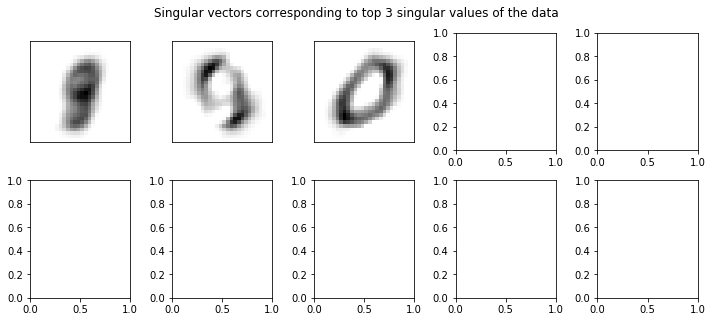 Singular vectors corresponding to top 3 singular values of the data
1.0 1.0
0.8 0.8
0.6 0.6
0.4 0.4
0.2 0.2
0.0 0.0
0.0 0.5 1.0 0.0 0.5 1.0
1.0 1.0 1.0 1.0 1.0
0.8 0.8 0.8 0.8 0.8
0.6 0.6 0.6 0.6 0.6
0.4 0.4 0.4 0.4 0.4
0.2 0.2 0.2 0.2 0.2
0.0 0.0 0.0 0.0 0.0
0.0 0.5 1.0 0.0 0.5 1.0 0.0 0.5 1.0 0.0 0.5 1.0 0.0 0.5 1.0